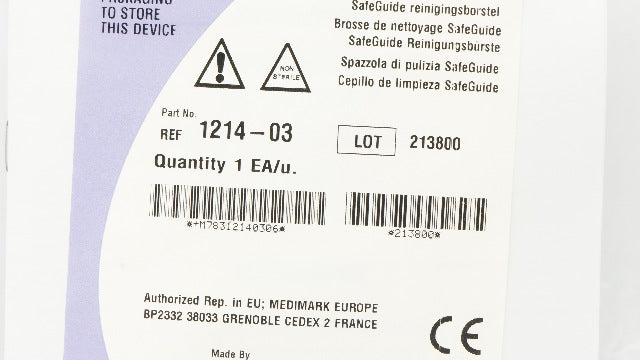 PACKAGING
TO STORE
THIS DEVICE
SafeGuide reinigingsborstel
Brosse de nettoyage SafeGuide
SafeGuide Reinigungsbürste
Spazzola di pulizia SafeGuide
Cepillo de limpieza SafeGuide
NON
STERILE
Part No.
REF 1214-03
LOT 213800
Quantity 1 EA/u.
*+M78312140306*
*213800*
Authorized Rep. in EU; MEDIMARK EUROPE
BP2332 38033 GRENOBLE CEDEX 2 FRANCE
CE
Made By